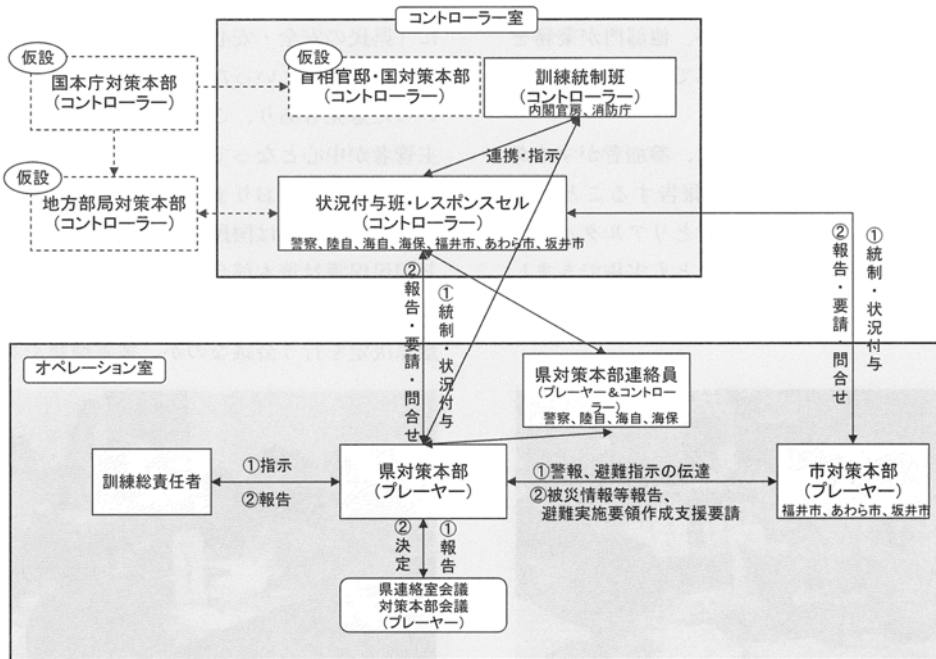 コントローラー室
仮設
国本庁対策本部
(コントローラー)
仮設
首相官邸・国対策本部
(コントローラー)
訓練統制班
(コントローラー)
内閣官房、消防庁
連携・指示
仮設
地方部局対策本部
(コントローラー)
状況付与班・レスポンスセル
(コントローラー)
警察、陸自、海自、海保、福井市、あわら市、坂井市
②報告・要請・問合せ
①統制・状況付与
②報告・要請・問合せ
①統制・状況付与
オペレーション室
県対策本部連絡員
(プレーヤー&コントロー
ラー)
警察、陸自、海自、海保
訓練総責任者
①指示
②報告
県対策本部
(プレーヤー)
①警報、避難指示の伝達
②被災情報等報告、
避難実施要領作成支援要請
市対策本部
(プレーヤー)
福井市、あわら市、坂井市
②決定
①報告
県連絡室会議
対策本部会議
(プレーヤー)